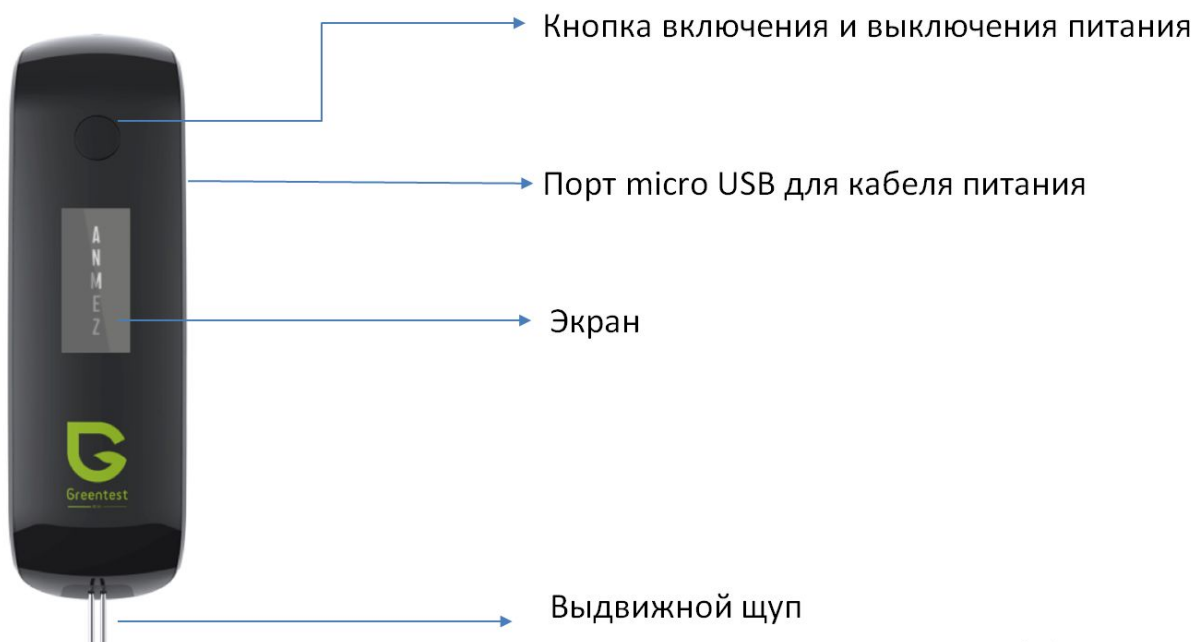 Кнопка включения и выключения питания
Порт micro USB для кабеля питания
A
N
M
E
Z
Экран
Greentest
Выдвижной щуп